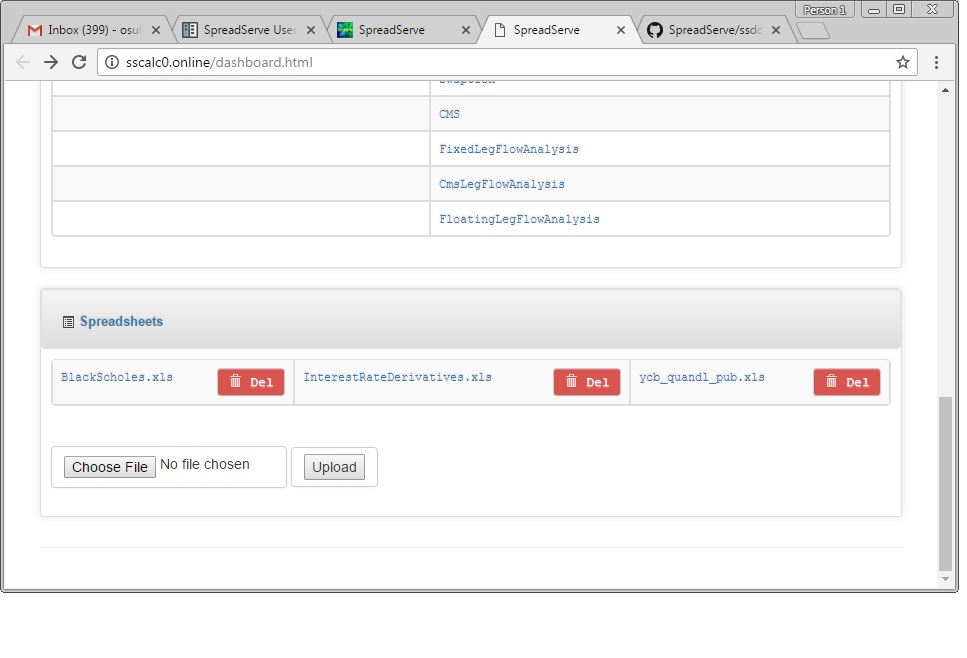 Person 1
Inbox (399) - osul
SpreadServe User
SpreadServe
SpreadServe
SpreadServe/ssdc
sscalc0.online/dashboard.html
Swaption
CMS
FixedLegFlowAnalysis
CmsLegFlowAnalysis
FloatingLegFlowAnalysis
Spreadsheets
BlackScholes.xls Del InterestRateDerivatives.xls Del ycb_quandl_pub.xls Del
Choose File No file chosen Upload